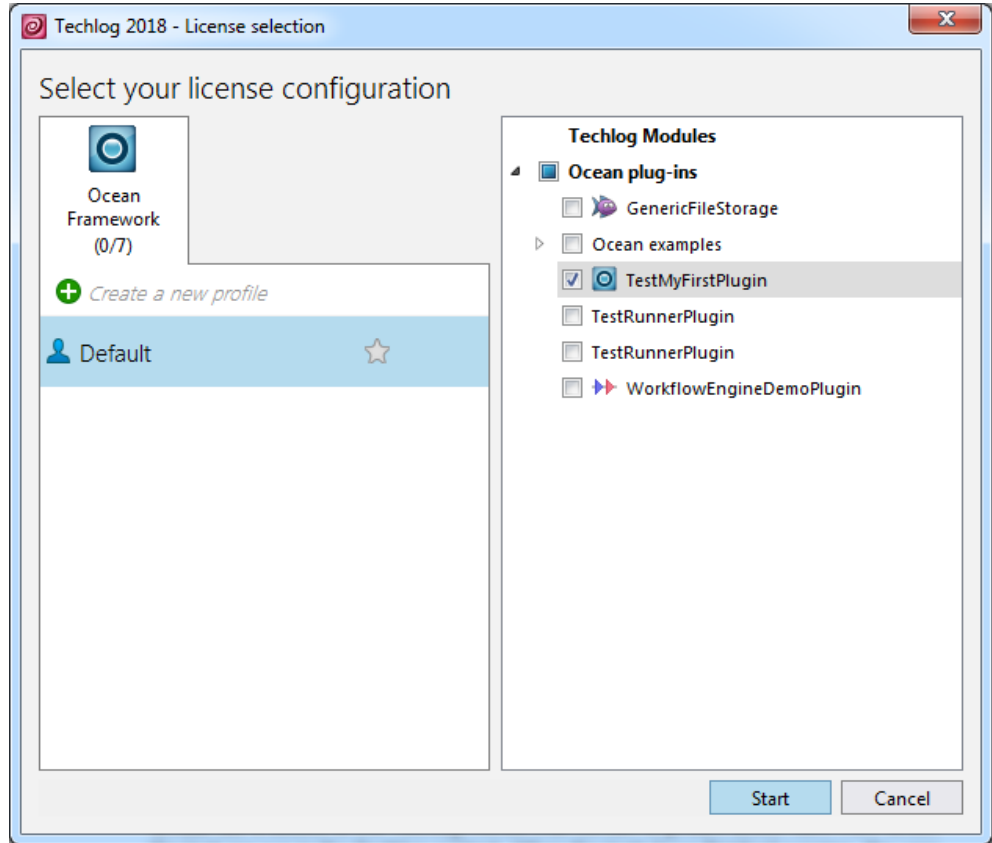 Techlog 2018 - License selection
Select your license configuration
Ocean
Framework
(0/7)
Create a new profile
Default
Techlog Modules
Ocean plug-ins
GenericFileStorage
Ocean examples
TestMyFirstPlugin
TestRunnerPlugin
TestRunnerPlugin
WorkflowEngineDemoPlugin
Start
Cancel